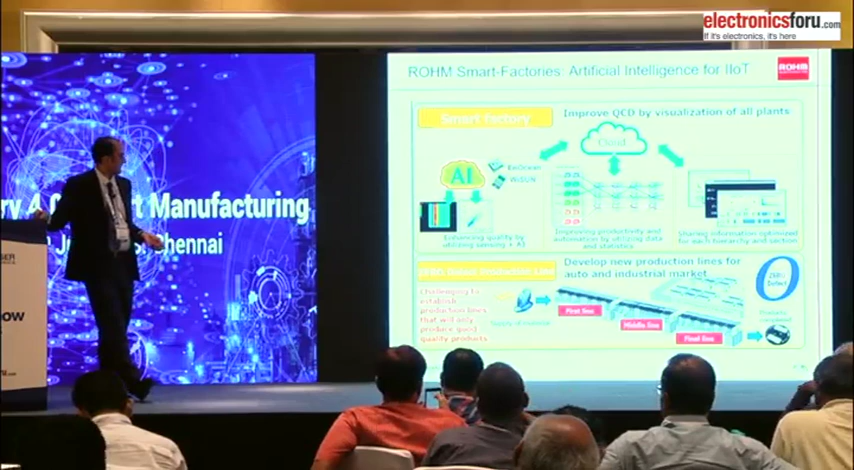 electronicsforu.com
If it's electronics, it's here
ROHM Smart-Factories: Artificial Intelligence for IIoT
ROHM
Smart factory
Improve QCD by visualization of all plants
Cloud
AI
EnOcean
WiSUN
Enhancing quality by
utilizing sensing + AI
Improving productivity and
automation by utilizing data
and statistics
Sharing information optimized
for each hierarchy and section
Manufacturing
Chennai
Develop new production lines for
auto and industrial market
ZERO
Defect
Challenging to
establish
production lines
that will only
produce good
quality products
First line
Middle line
Final line